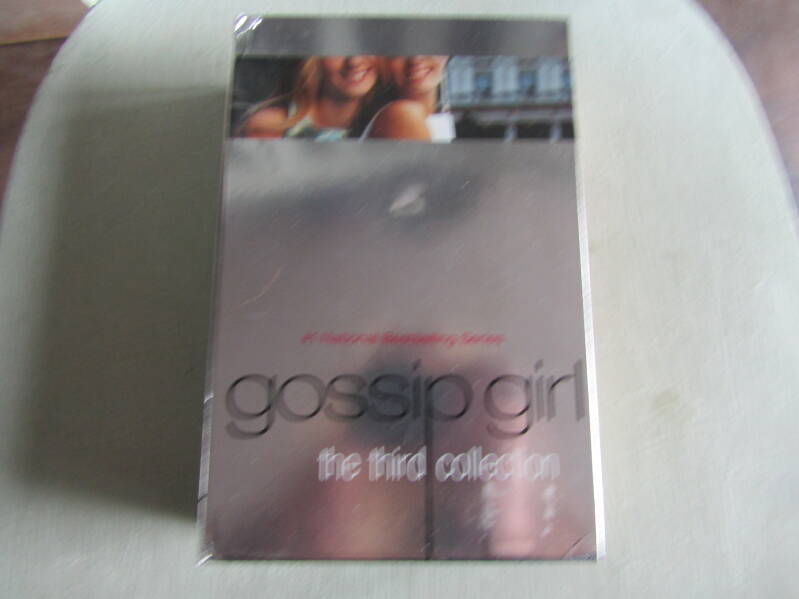 #1 National Bestselling Series
gossip girl
the third collection